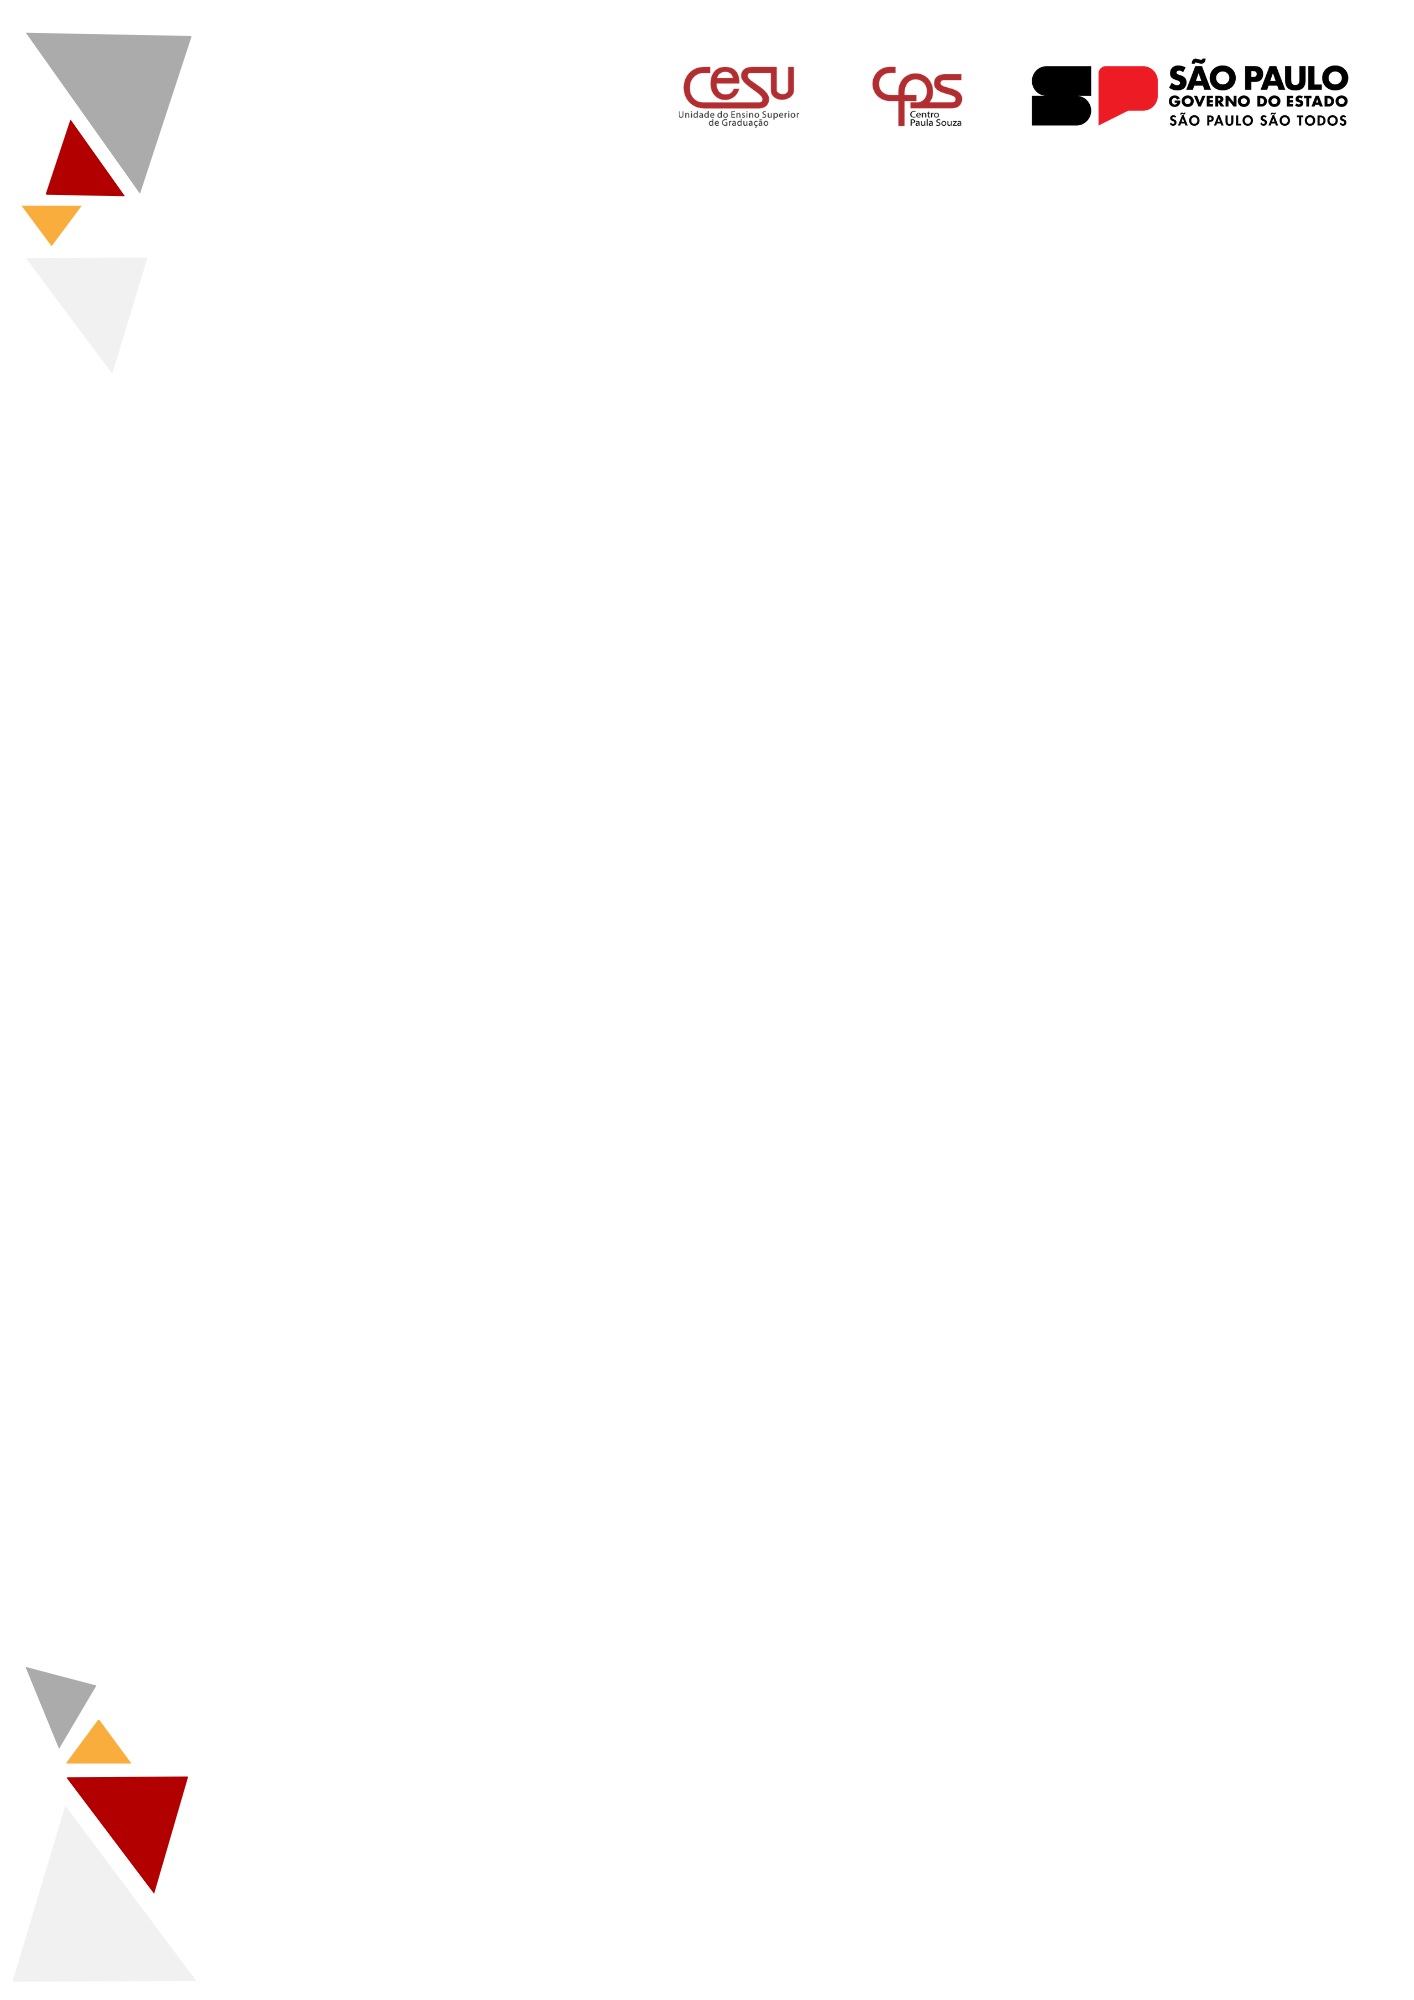 cesu
Unidade do Ensino Superior
de Graduação
cps
Centro
Paula Souza
SP
SÃO PAULO
GOVERNO DO ESTADO
SÃO PAULO SÃO TODOS